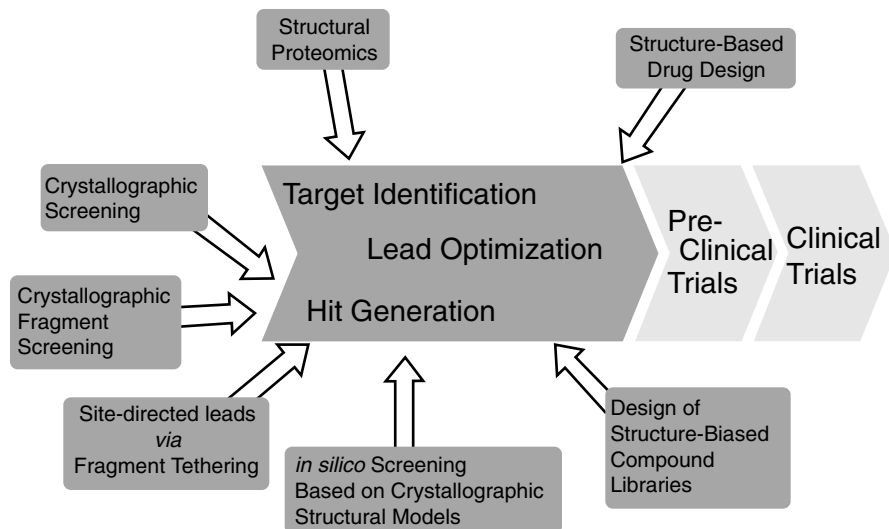 Structural
Proteomics
Structure-Based
Drug Design
Crystallographic
Screening
Target Identification
Lead Optimization
Hit Generation
Pre-
Clinical
Trials
Clinical
Trials
Crystallographic
Fragment
Screening
Site-directed leads
via
Fragment Tethering
in silico Screening
Based on Crystallographic
Structural Models
Design of
Structure-Biased
Compound
Libraries